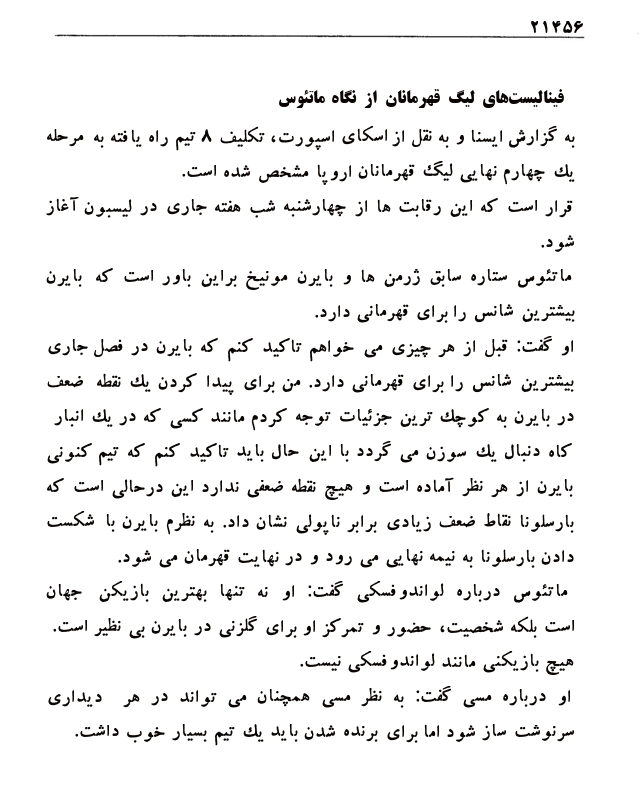 ۲۱۴۵۶
فینالیست‌های لیگ قهرمانان از نگاه ماتئوس
به گزارش ایسنا و به نقل از اسکای اسپورت، تکلیف ۸ تیم راه یافته به مرحله
یك چهارم نهایی لیگ قهرمانان اروپا مشخص شده است.
قرار است که این رقابت ها از چهارشنبه شب هفته جاری در لیسبون آغاز
شود.
ماتئوس ستاره سابق ژرمن ها و بایرن مونیخ براین باور است که بایرن
بیشترین شانس را برای قهرمانی دارد.
او گفت: قبل از هر چیزی می خواهم تاکید کنم که بایرن در فصل جاری
بیشترین شانس را برای قهرمانی دارد. من برای پیدا کردن یك نقطه ضعف
در بایرن به کوچك ترین جزئیات توجه کردم مانند کسی که در یك انبار
کاه دنبال یك سوزن می گردد با این حال باید تاکید کنم که تیم کنونی
بایرن از هر نظر آماده است و هیچ نقطه ضعفی ندارد این درحالی است که
بارسلونا نقاط ضعف زیادی برابر ناپولی نشان داد. به نظرم بایرن با شکست
دادن بارسلونا به نیمه نهایی می رود و در نهایت قهرمان می شود.
ماتئوس درباره لواندوفسکی گفت: او نه تنها بهترین بازیکن جهان
است بلکه شخصیت، حضور و تمرکز او برای گلزنی در بایرن بی نظیر است.
هیچ بازیکنی مانند لواندوفسکی نیست.
او درباره مسی گفت: به نظر مسی همچنان می تواند در هر دیداری
سرنوشت ساز شود اما برای برنده شدن باید یك تیم بسیار خوب داشت.